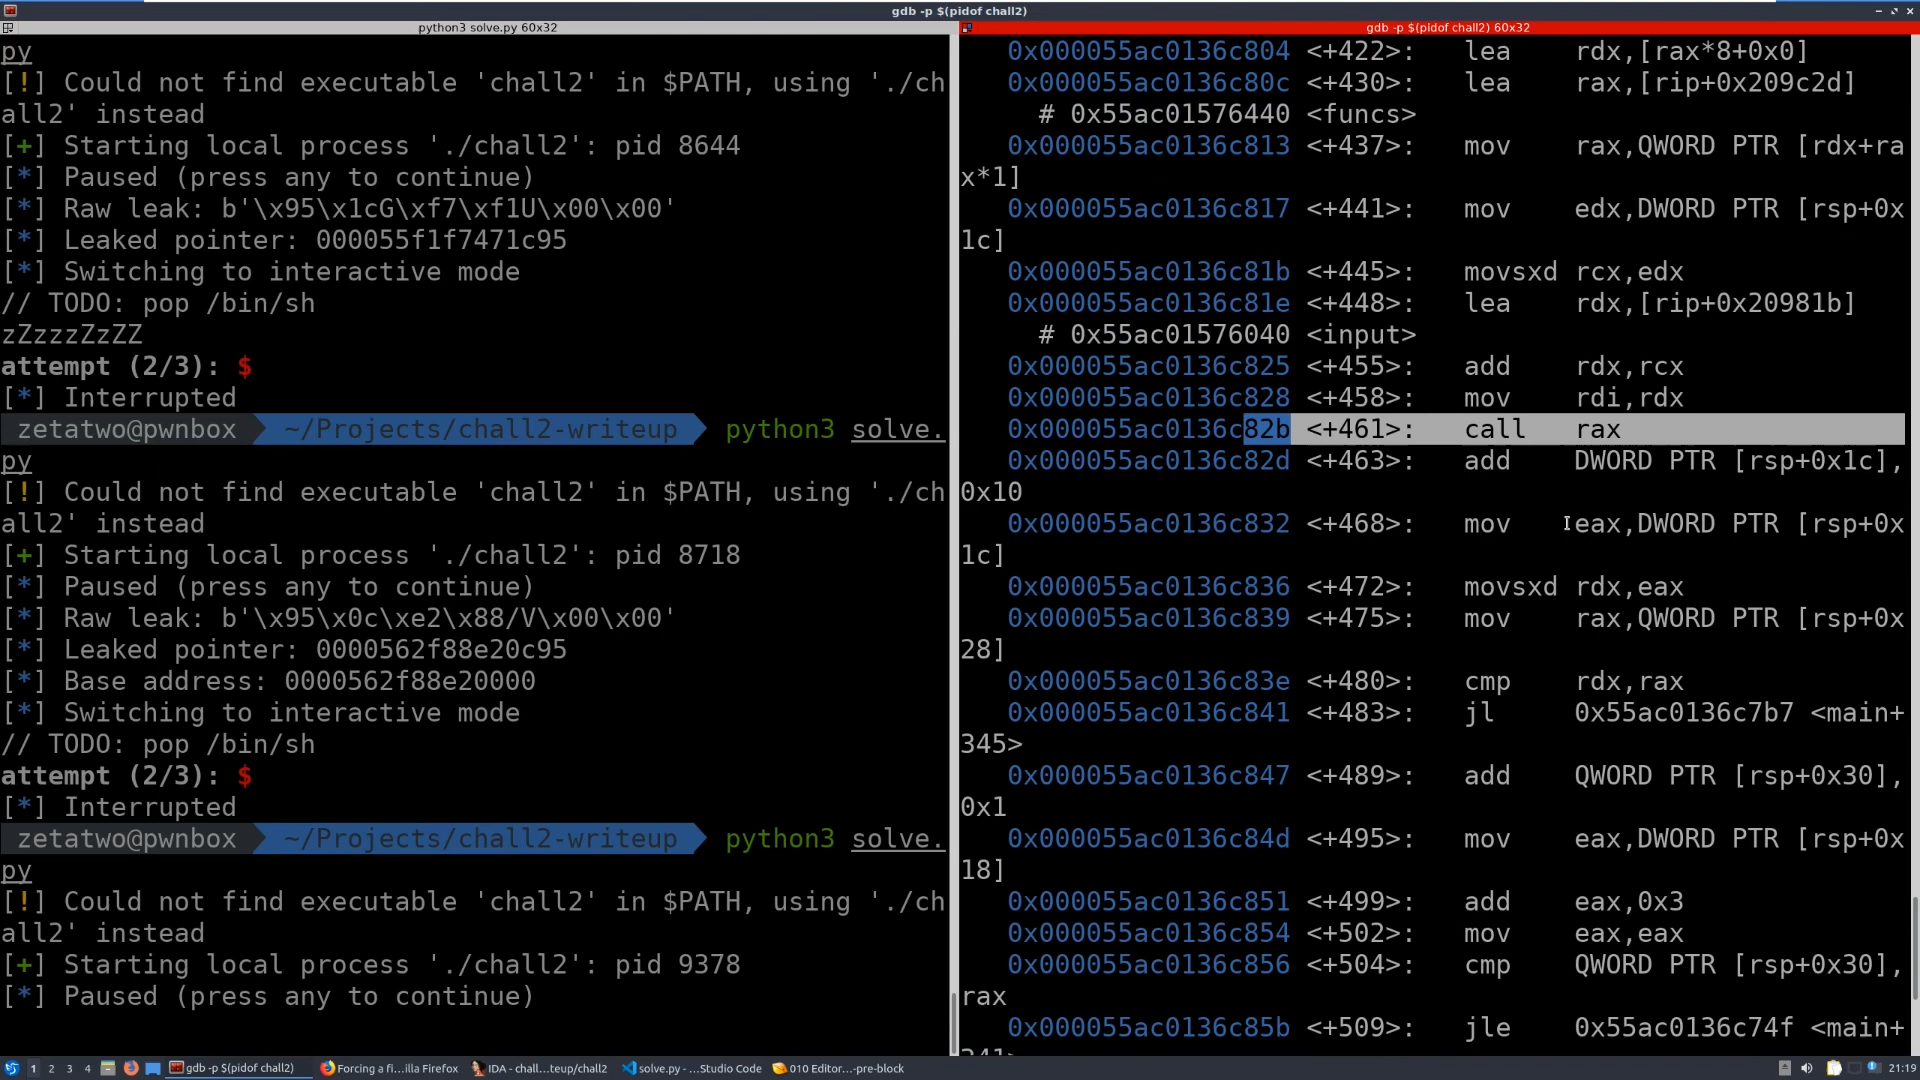 gdb -p $(pidof chall2)
python3 solve.py 60x32
py
[!] Could not find executable 'chall2' in $PATH, using './ch
all2' instead
[+] Starting local process './chall2': pid 8644
[*] Paused (press any to continue)
[*] Raw leak: b'\x95\x1cG\xf7\xf1U\x00\x00'
[*] Leaked pointer: 000055f1f7471c95
[*] Switching to interactive mode
// TODO: pop /bin/sh
zZzzzZzZZ
attempt (2/3): $
[*] Interrupted
zetatwo@pwnbox ~/Projects/chall2-writeup python3 solve.
py
[!] Could not find executable 'chall2' in $PATH, using './ch
all2' instead
[+] Starting local process './chall2': pid 8718
[*] Paused (press any to continue)
[*] Raw leak: b'\x95\x0c\xe2\x88/V\x00\x00'
[*] Leaked pointer: 0000562f88e20c95
[*] Base address: 0000562f88e20000
[*] Switching to interactive mode
// TODO: pop /bin/sh
attempt (2/3): $
[*] Interrupted
zetatwo@pwnbox ~/Projects/chall2-writeup python3 solve.
py
[!] Could not find executable 'chall2' in $PATH, using './ch
all2' instead
[+] Starting local process './chall2': pid 9378
[*] Paused (press any to continue)
gdb -p $(pidof chall2) 60x32
0x000055ac0136c804 <+422>: lea rdx,[rax*8+0x0]
0x000055ac0136c80c <+430>: lea rax,[rip+0x209c2d]
# 0x55ac01576440 <funcs>
0x000055ac0136c813 <+437>: mov rax,QWORD PTR [rdx+ra
x*1]
0x000055ac0136c817 <+441>: mov edx,DWORD PTR [rsp+0x
1c]
0x000055ac0136c81b <+445>: movsxd rcx,edx
0x000055ac0136c81e <+448>: lea rdx,[rip+0x20981b]
# 0x55ac01576040 <input>
0x000055ac0136c825 <+455>: add rdx,rcx
0x000055ac0136c828 <+458>: mov rdi,rdx
0x000055ac0136c82b <+461>: call rax
0x000055ac0136c82d <+463>: add DWORD PTR [rsp+0x1c],
0x10
0x000055ac0136c832 <+468>: mov eax,DWORD PTR [rsp+0x
1c]
0x000055ac0136c836 <+472>: movsxd rdx,eax
0x000055ac0136c839 <+475>: mov rax,QWORD PTR [rsp+0x
28]
0x000055ac0136c83e <+480>: cmp rdx,rax
0x000055ac0136c841 <+483>: jl 0x55ac0136c7b7 <main+
345>
0x000055ac0136c847 <+489>: add QWORD PTR [rsp+0x30],
0x1
0x000055ac0136c84d <+495>: mov eax,DWORD PTR [rsp+0x
18]
0x000055ac0136c851 <+499>: add eax,0x3
0x000055ac0136c854 <+502>: mov eax,eax
0x000055ac0136c856 <+504>: cmp QWORD PTR [rsp+0x30],
rax
0x000055ac0136c85b <+509>: jle 0x55ac0136c74f <main+
241>
1 2 3 4 gdb -p $(pidof chall2) Forcing a fi...illa Firefox IDA - chall...teup/chall2 solve.py - ...Studio Code 010 Editor...-pre-block 21:19